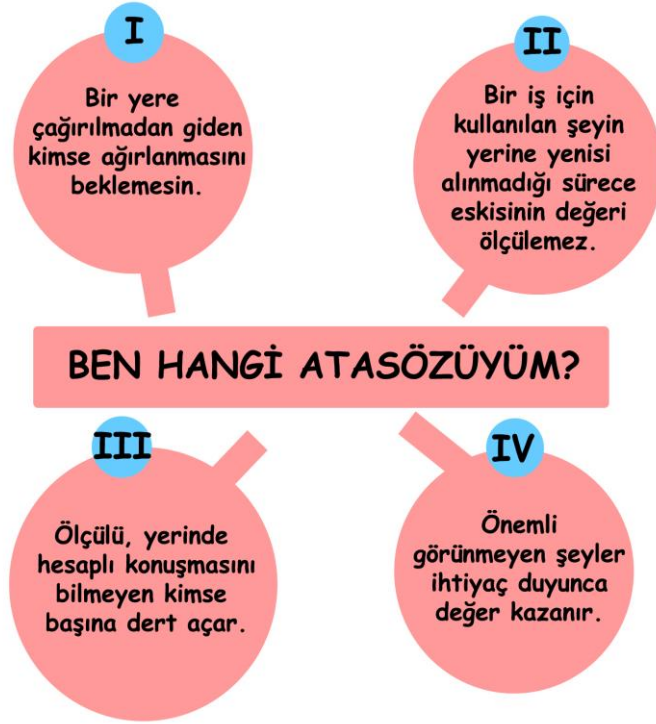 I
Bir yere
çağırılmadan giden
kimse ağırlanmasını
beklemesin.
II
Bir iş için
kullanılan şeyin
yerine yenisi
alınmadığı sürece
eskisinin değeri
ölçülemez.
BEN HANGİ ATASÖZÜYÜM?
III
Ölçülü, yerinde
hesaplı konuşmasını
bilmeyen kimse
başına dert açar.
IV
Önemli
görünmeyen şeyler
ihtiyaç duyunca
değer kazanır.